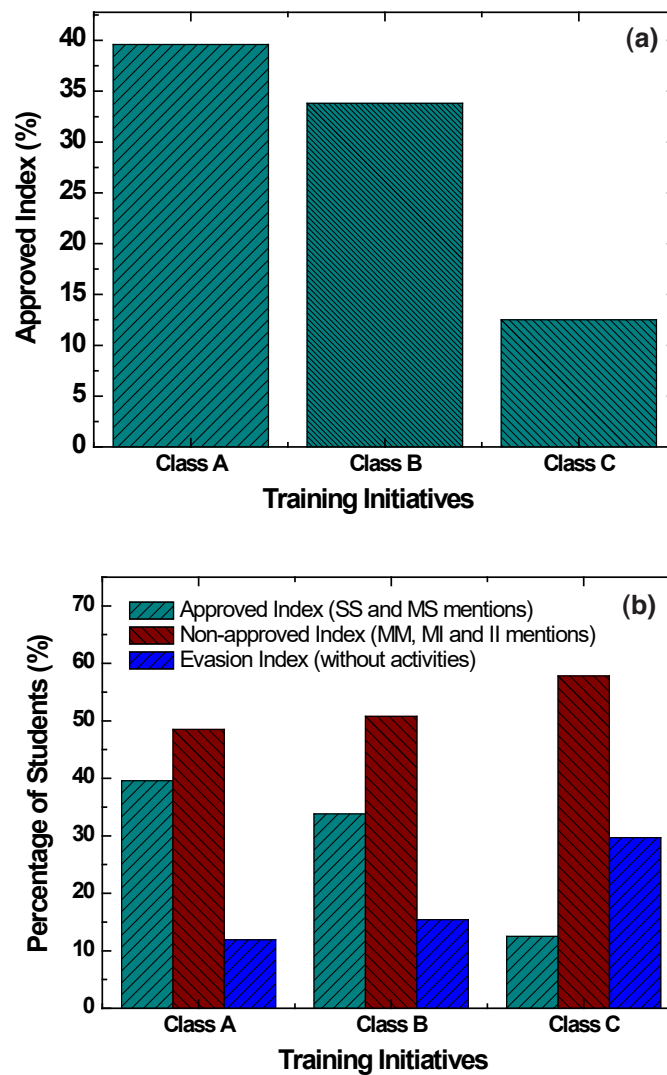 (a)
40
35
30
25
20
15
10
5
0
Approved Index (%)
Class A
Class B
Class C
Training Initiatives
(b)
70
60
50
40
30
20
10
0
Percentage of Students (%)
Approved Index (SS and MS mentions)
Non-approved Index (MM, MI and II mentions)
Evasion Index (without activities)
Class A
Class B
Class C
Training Initiatives